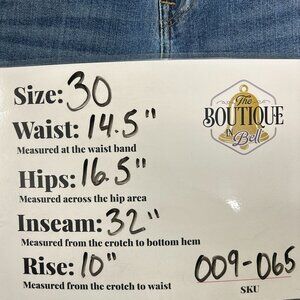 Size: 30
The
BOUTIQUE
IN
Bell
Waist: 14.5"
Measured at the waist band
Hips: 16.5"
Measured across the hip area
Inseam: 32"
Measured from the crotch to bottom hem
Rise: 10"
Measured from the crotch to waist
009-065
SKU